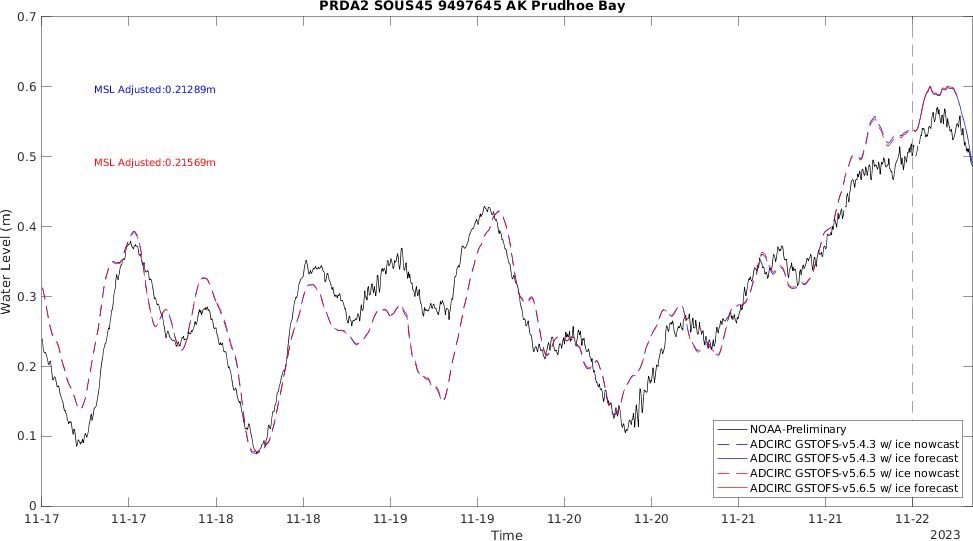 PRDA2 SOUS45 9497645 AK Prudhoe Bay
0.7
0.6
0.5
0.4
0.3
0.2
0.1
0
Water Level (m)
MSL Adjusted:0.21289m
MSL Adjusted:0.21569m
NOAA-Preliminary
ADCIRC GSTOFS-v5.4.3 w/ ice nowcast
ADCIRC GSTOFS-v5.4.3 w/ ice forecast
ADCIRC GSTOFS-v5.6.5 w/ ice nowcast
ADCIRC GSTOFS-v5.6.5 w/ ice forecast
11-17 11-17 11-18 11-18 11-19 11-19 11-20 11-20 11-21 11-21 11-22
Time
2023